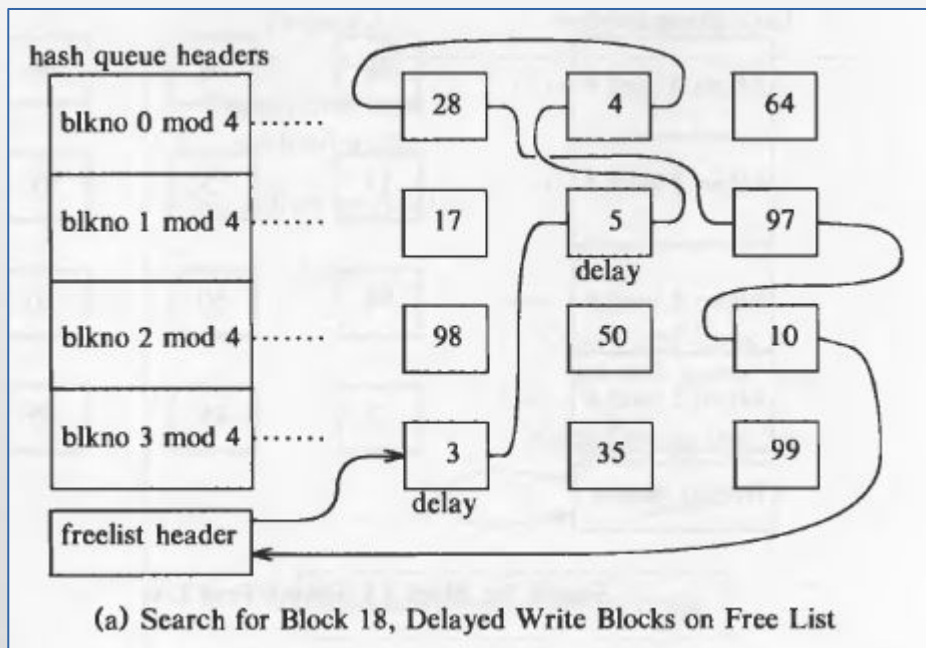 hash queue headers
blkno 0 mod 4 ...... 28 4 64
blkno 1 mod 4 ...... 17 5 97
delay
blkno 2 mod 4 ...... 98 50 10
blkno 3 mod 4 ...... 3 35 99
delay
freelist header
(a) Search for Block 18, Delayed Write Blocks on Free List